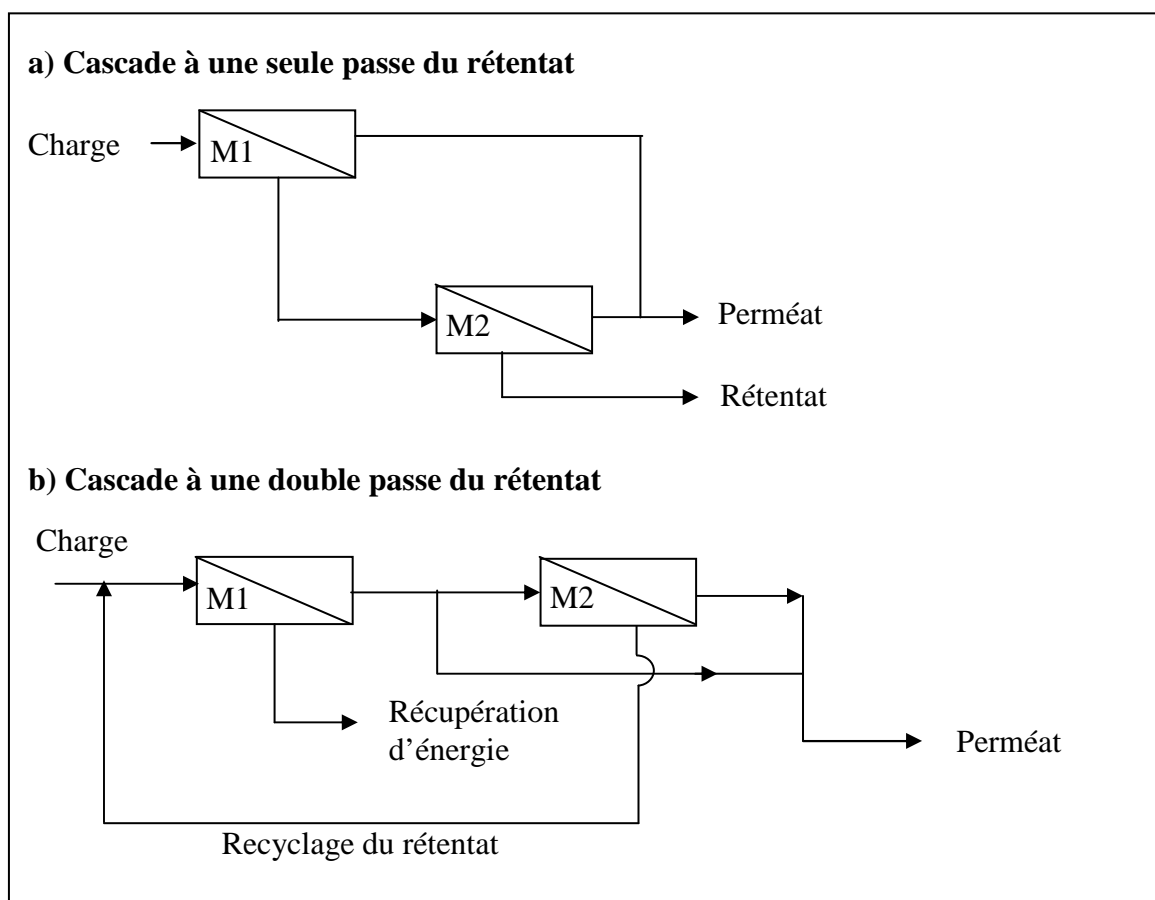 a) Cascade à une seule passe du rétentat
Charge
M1
M2
Perméat
Rétentat
b) Cascade à une double passe du rétentat
Charge
M1
M2
Récupération
d’énergie
Perméat
Recyclage du rétentat